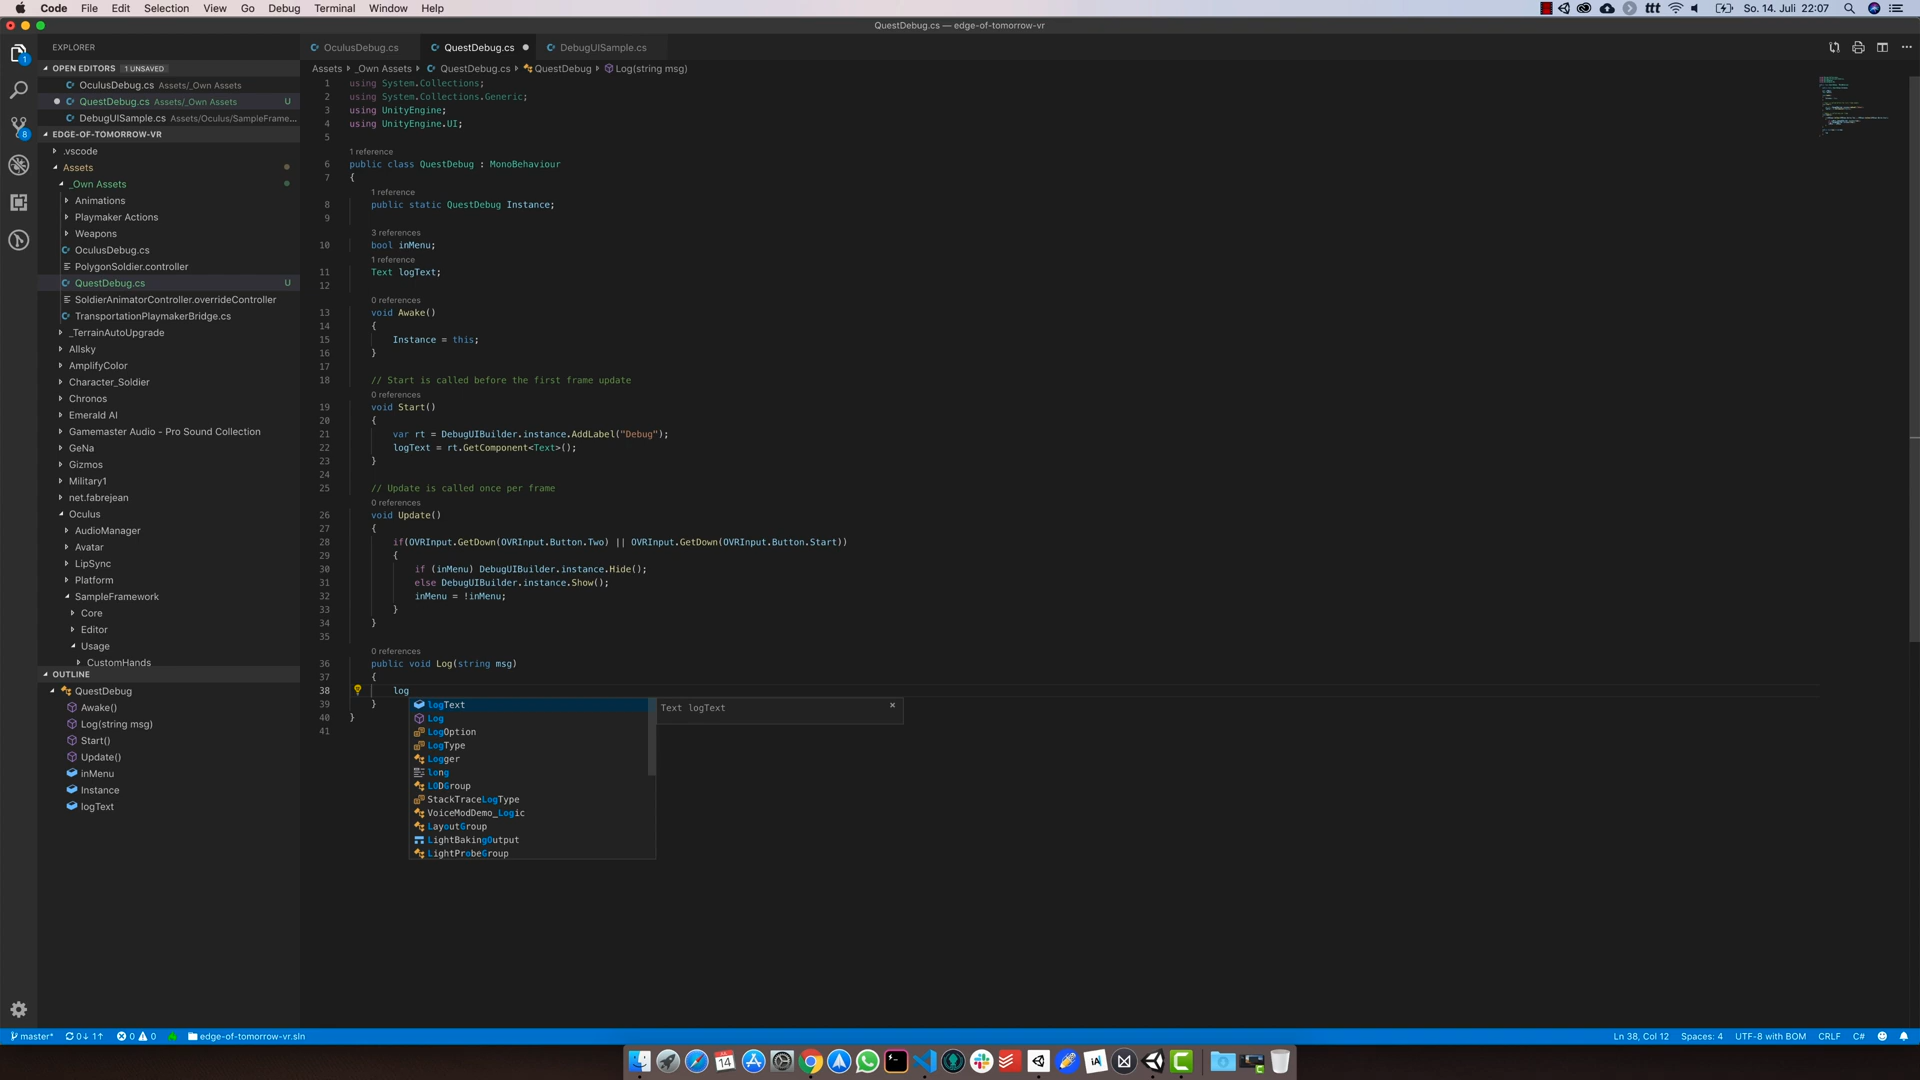 Code File Edit Selection View Go Debug Terminal Window Help
So. 14. Juli 22:07
QuestDebug.cs — edge-of-tomorrow-vr
EXPLORER
OPEN EDITORS 1 UNSAVED
OculusDebug.cs Assets/_Own Assets
QuestDebug.cs Assets/_Own Assets U
DebugUISample.cs Assets/Oculus/SampleFrame...
EDGE-OF-TOMORROW-VR
.vscode
Assets
_Own Assets
Animations
Playmaker Actions
Weapons
OculusDebug.cs
PolygonSoldier.controller
QuestDebug.cs U
SoldierAnimatorController.overrideController
TransportationPlaymakerBridge.cs
_TerrainAutoUpgrade
Allsky
AmplifyColor
Character_Soldier
Chronos
Emerald AI
Gamemaster Audio - Pro Sound Collection
GeNa
Gizmos
Military1
net.fabrejean
Oculus
AudioManager
Avatar
LipSync
Platform
SampleFramework
Core
Editor
Usage
CustomHands
OUTLINE
QuestDebug
Awake()
Log(string msg)
Start()
Update()
inMenu
Instance
logText
OculusDebug.cs QuestDebug.cs DebugUISample.cs
Assets _Own Assets QuestDebug.cs QuestDebug Log(string msg)
1 using System.Collections;
2 using System.Collections.Generic;
3 using UnityEngine;
4 using UnityEngine.UI;
5
1 reference
6 public class QuestDebug : MonoBehaviour
7 {
1 reference
8 public static QuestDebug Instance;
9
3 references
10 bool inMenu;
1 reference
11 Text logText;
12
0 references
13 void Awake()
14 {
15 Instance = this;
16 }
17
18 // Start is called before the first frame update
0 references
19 void Start()
20 {
21 var rt = DebugUIBuilder.instance.AddLabel("Debug");
22 logText = rt.GetComponent<Text>();
23 }
24
25 // Update is called once per frame
0 references
26 void Update()
27 {
28 if(OVRInput.GetDown(OVRInput.Button.Two) || OVRInput.GetDown(OVRInput.Button.Start))
29 {
30 if (inMenu) DebugUIBuilder.instance.Hide();
31 else DebugUIBuilder.instance.Show();
32 inMenu = !inMenu;
33 }
34 }
35
0 references
36 public void Log(string msg)
37 {
38 log
39 }
40 }
41
logText
Log
LogOption
LogType
Logger
long
LODGroup
StackTraceLogType
VoiceModDemo_Logic
LayoutGroup
LightBakingOutput
LightProbeGroup
Text logText ×
master* 0↓ 1↑ 0 0 edge-of-tomorrow-vr.sln
Ln 38, Col 12 Spaces: 4 UTF-8 with BOM CRLF C#